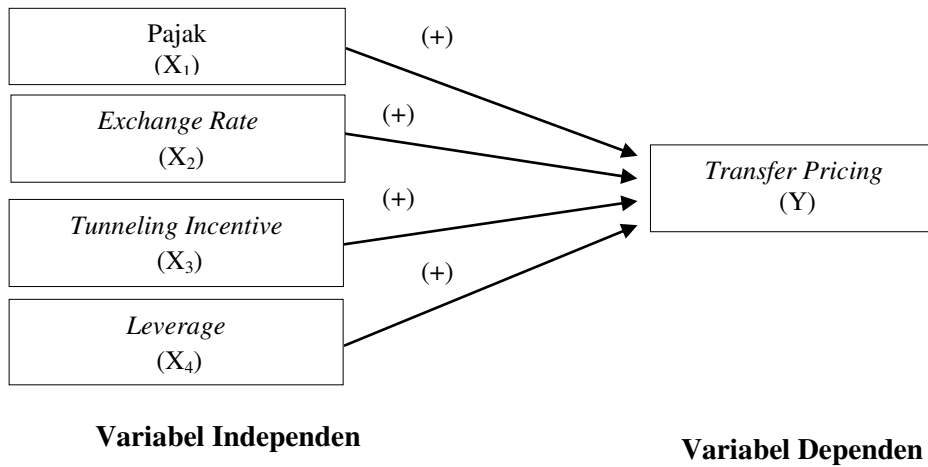 Pajak
(X₁)
(+)
Exchange Rate
(X₂)
(+)
Tunneling Incentive
(X₃)
(+)
Leverage
(X₄)
(+)
Transfer Pricing
(Y)
Variabel Independen
Variabel Dependen